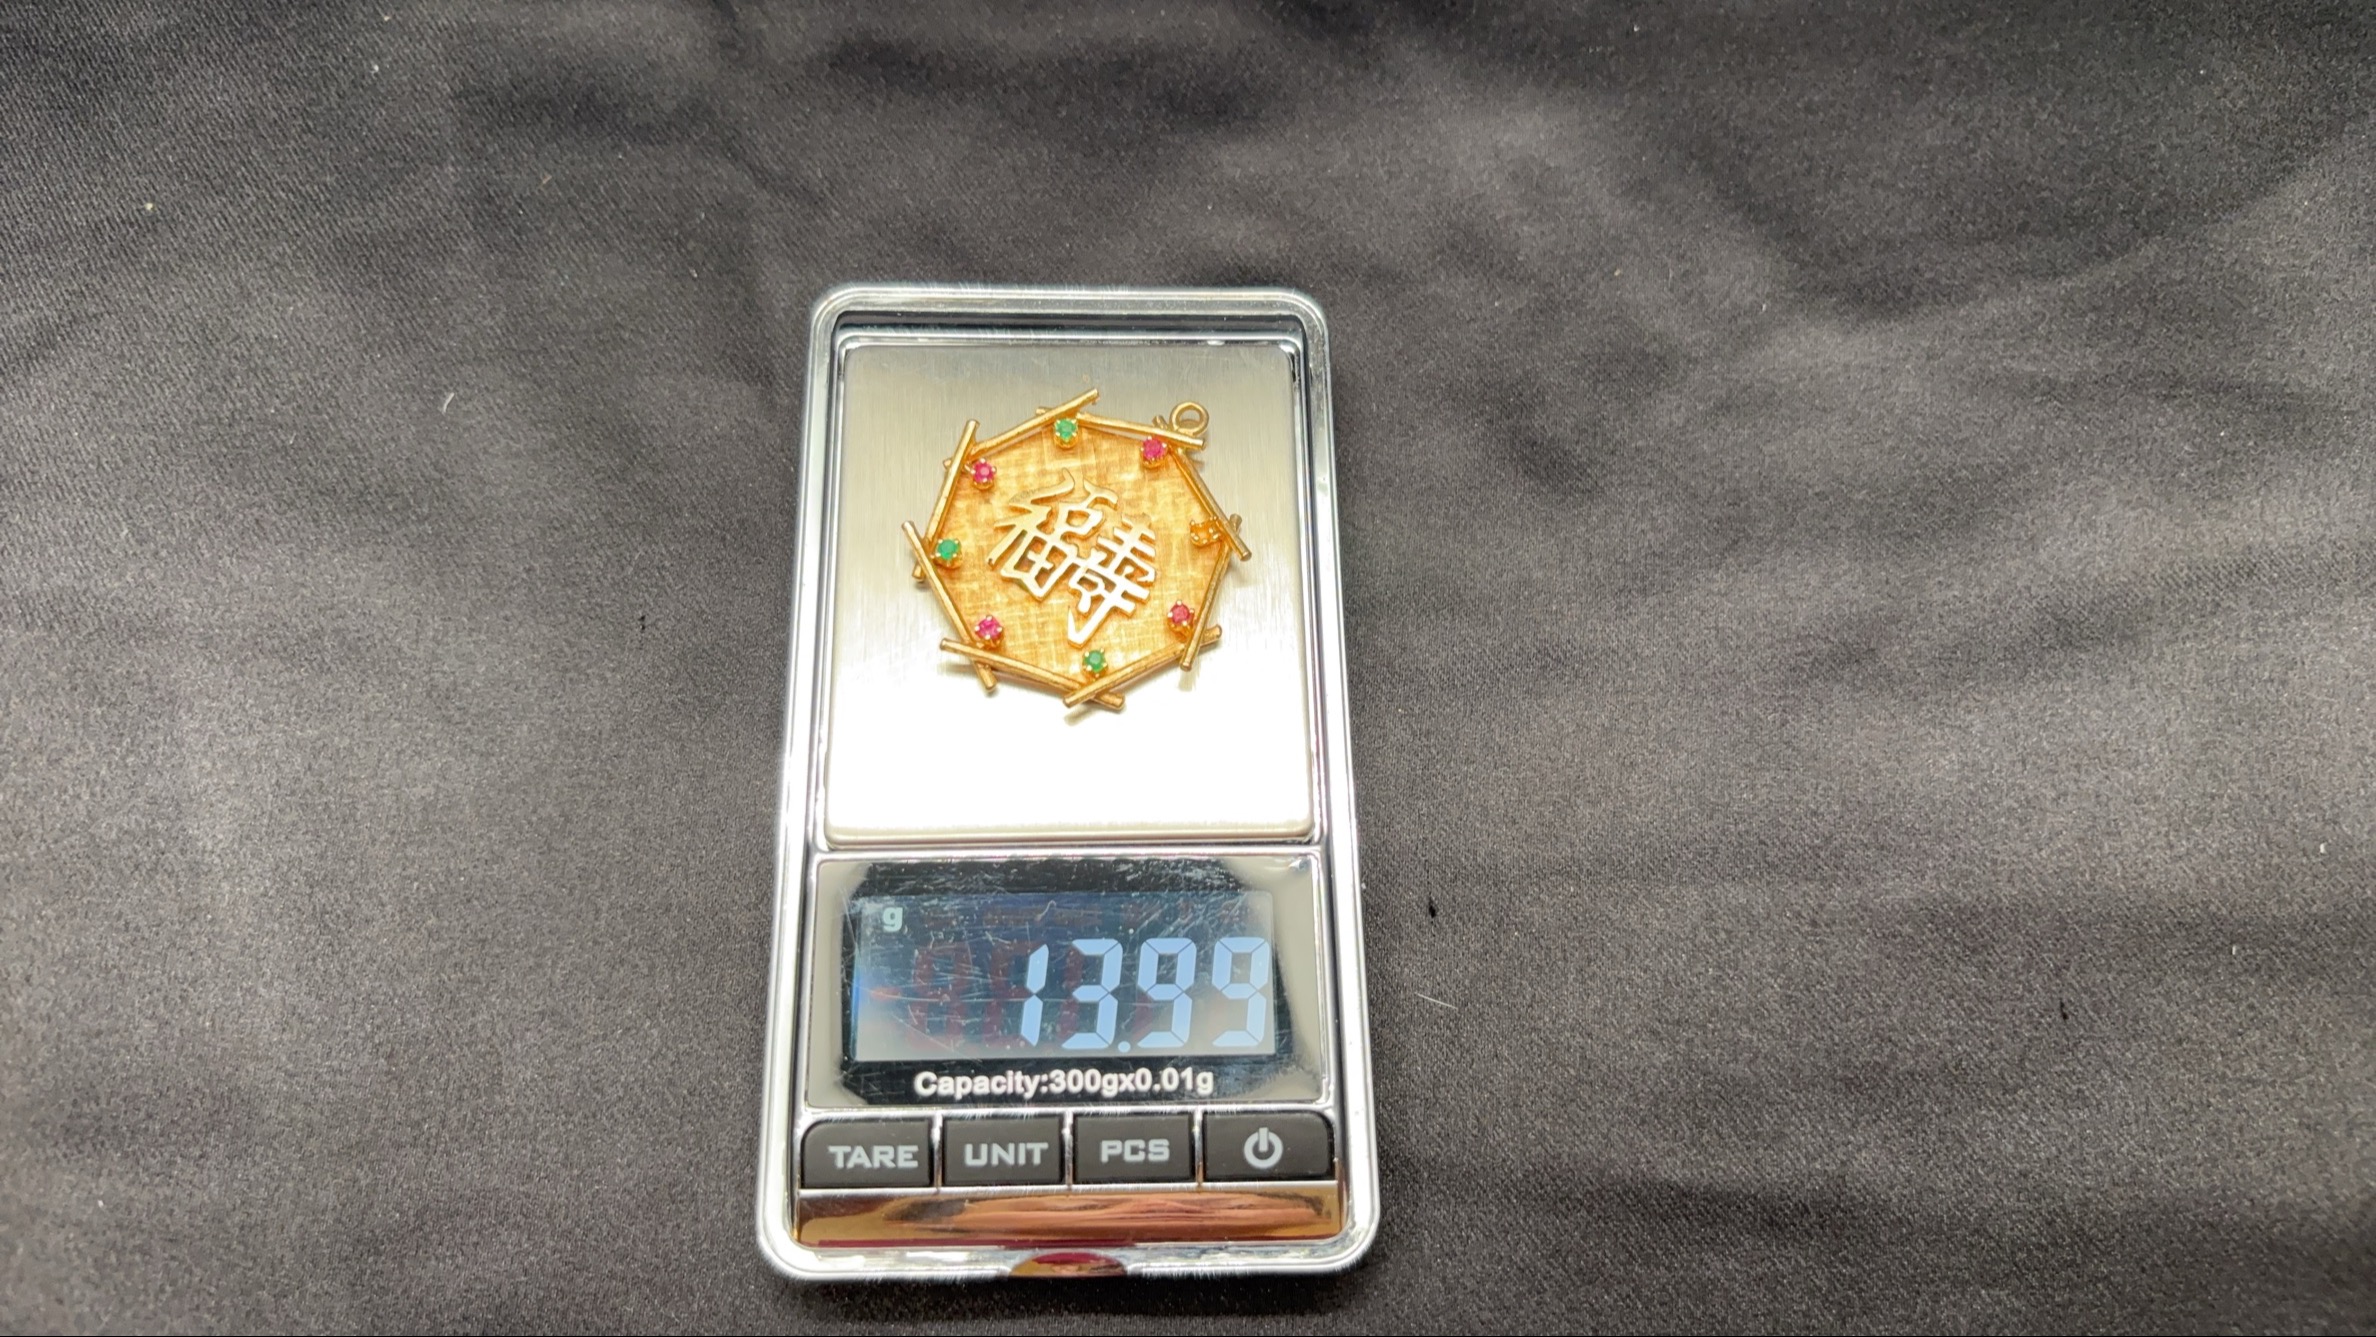 福壽
g
13.99
Capacity:300gx0.01g
TARE UNIT PCS